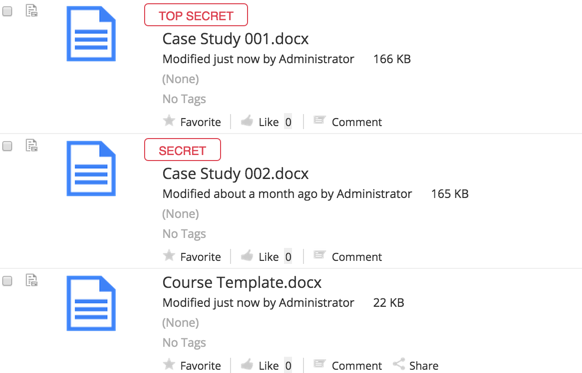 TOP SECRET
Case Study 001.docx
Modified just now by Administrator 166 KB
(None)
No Tags
Favorite Like 0 Comment
SECRET
Case Study 002.docx
Modified about a month ago by Administrator 165 KB
(None)
No Tags
Favorite Like 0 Comment
Course Template.docx
Modified just now by Administrator 22 KB
(None)
No Tags
Favorite Like 0 Comment Share